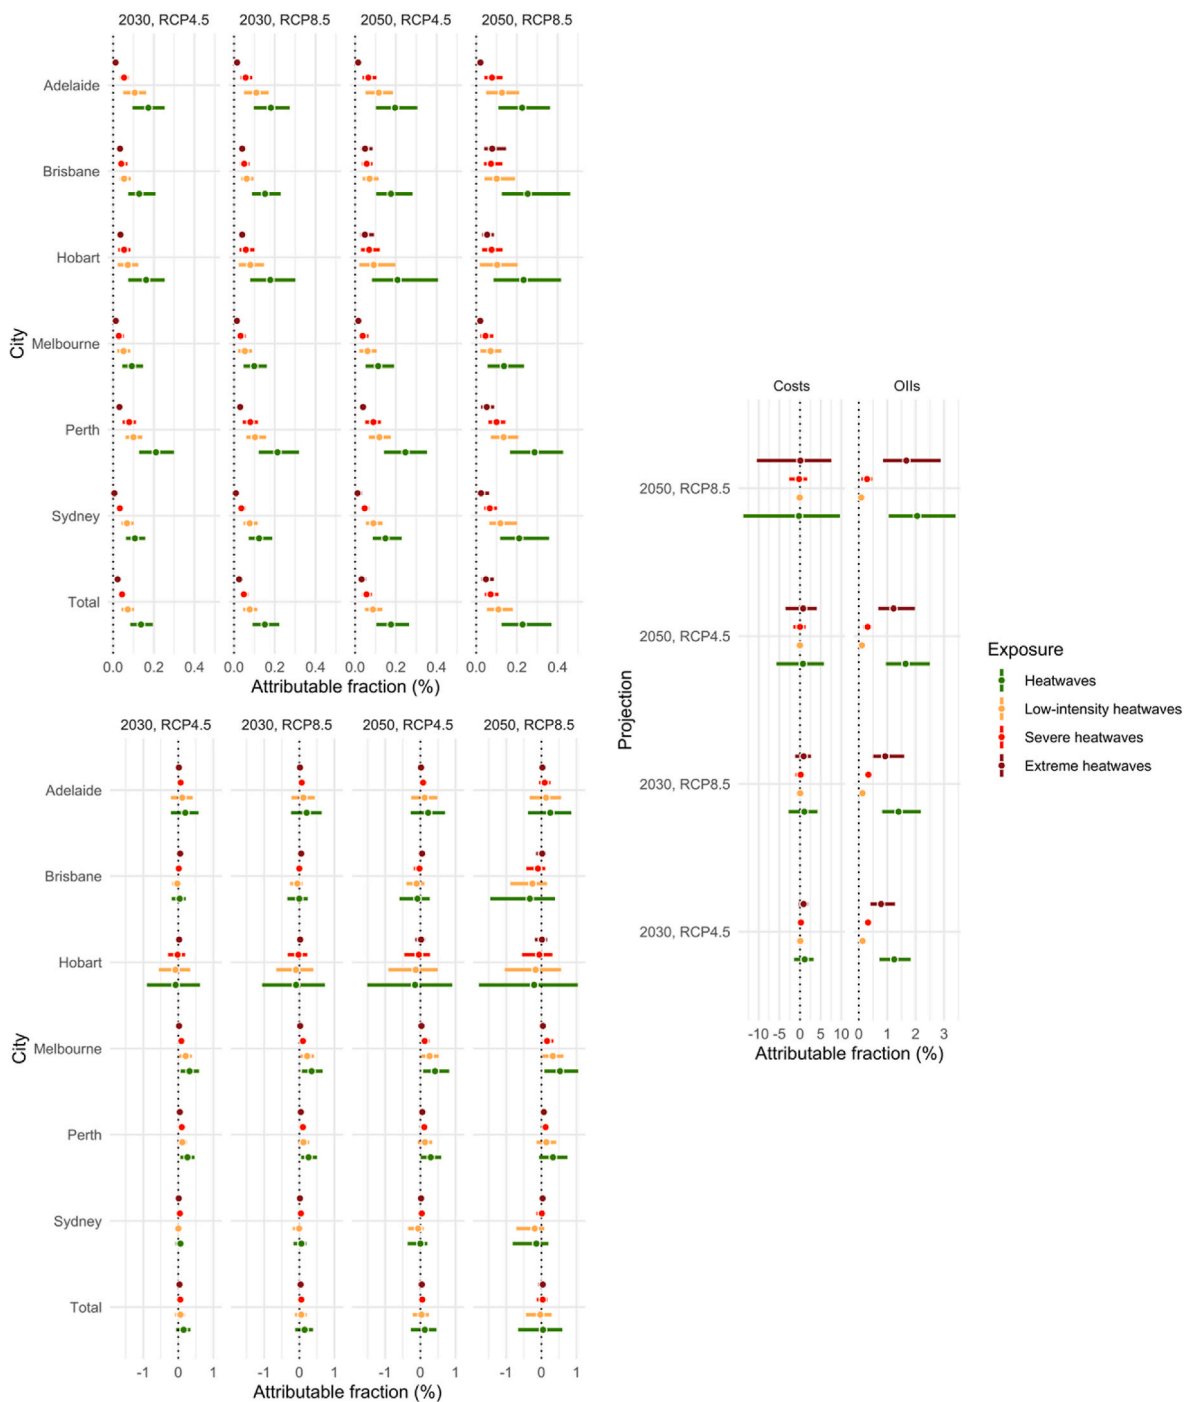 2030, RCP4.5 2030, RCP8.5 2050, RCP4.5 2050, RCP8.5
City
Adelaide
Brisbane
Hobart
Melbourne
Perth
Sydney
Total
0.0 0.2 0.4 0.0 0.2 0.4 0.0 0.2 0.4 0.0 0.2 0.4
Attributable fraction (%)
2030, RCP4.5 2030, RCP8.5 2050, RCP4.5 2050, RCP8.5
City
Adelaide
Brisbane
Hobart
Melbourne
Perth
Sydney
Total
-1 0 1 -1 0 1 -1 0 1 -1 0 1
Attributable fraction (%)
Costs OIIs
Projection
2050, RCP8.5
2050, RCP4.5
2030, RCP8.5
2030, RCP4.5
-10 -5 0 5 10 0 1 2 3
Attributable fraction (%)
Exposure
Heatwaves
Low-intensity heatwaves
Severe heatwaves
Extreme heatwaves